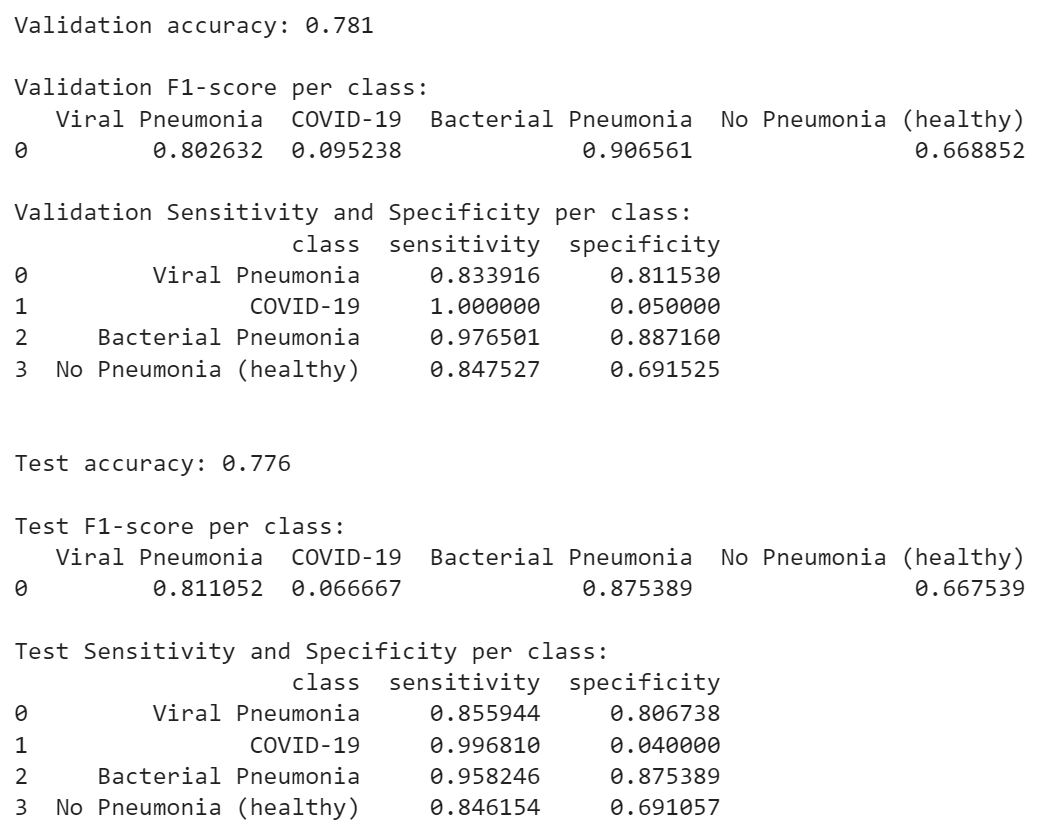 Validation accuracy: 0.781
Validation F1-score per class:
Viral Pneumonia COVID-19 Bacterial Pneumonia No Pneumonia (healthy)
0 0.802632 0.095238 0.906561 0.668852
Validation Sensitivity and Specificity per class:
class sensitivity specificity
0 Viral Pneumonia 0.833916 0.811530
1 COVID-19 1.000000 0.050000
2 Bacterial Pneumonia 0.976501 0.887160
3 No Pneumonia (healthy) 0.847527 0.691525
Test accuracy: 0.776
Test F1-score per class:
Viral Pneumonia COVID-19 Bacterial Pneumonia No Pneumonia (healthy)
0 0.811052 0.066667 0.875389 0.667539
Test Sensitivity and Specificity per class:
class sensitivity specificity
0 Viral Pneumonia 0.855944 0.806738
1 COVID-19 0.996810 0.040000
2 Bacterial Pneumonia 0.958246 0.875389
3 No Pneumonia (healthy) 0.846154 0.691057